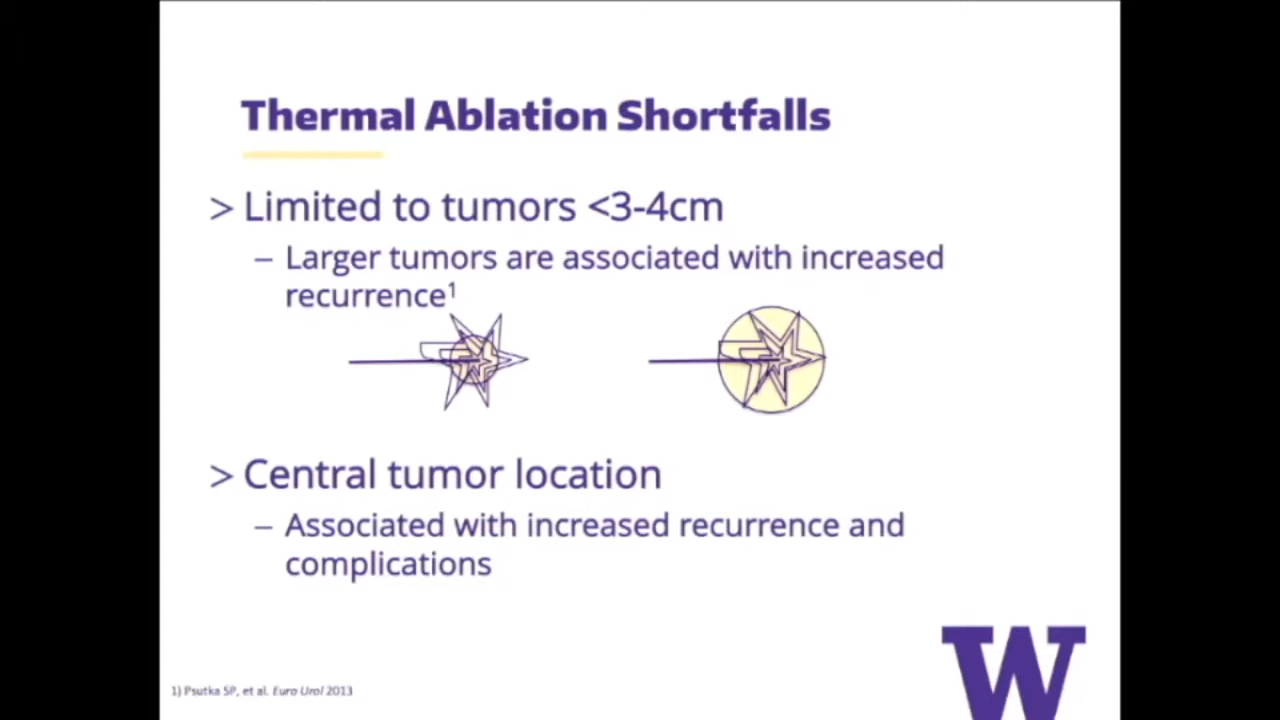 Thermal Ablation Shortfalls
> Limited to tumors <3-4cm
– Larger tumors are associated with increased
recurrence¹
> Central tumor location
– Associated with increased recurrence and
complications
1) Psutka SP, et al. Euro Urol 2013
W